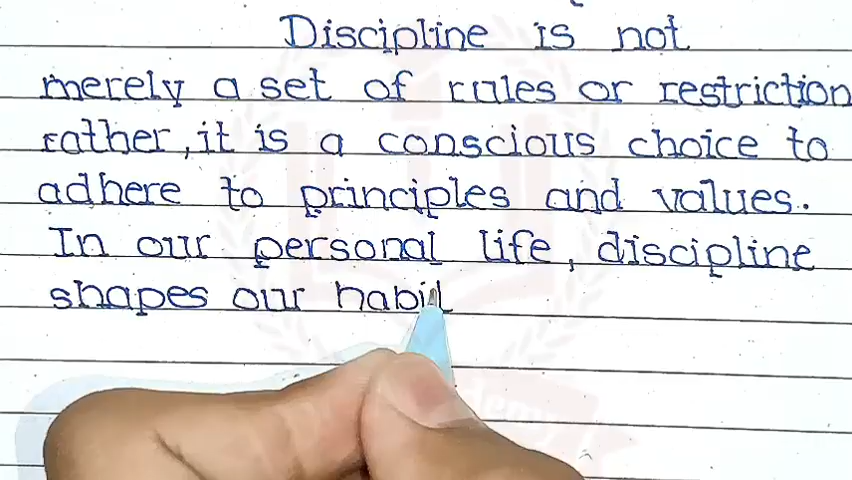 Discipline is not
merely a set of rules or restriction
rather, it is a conscious choice to
adhere to principles and values.
In our personal life, discipline
shapes our